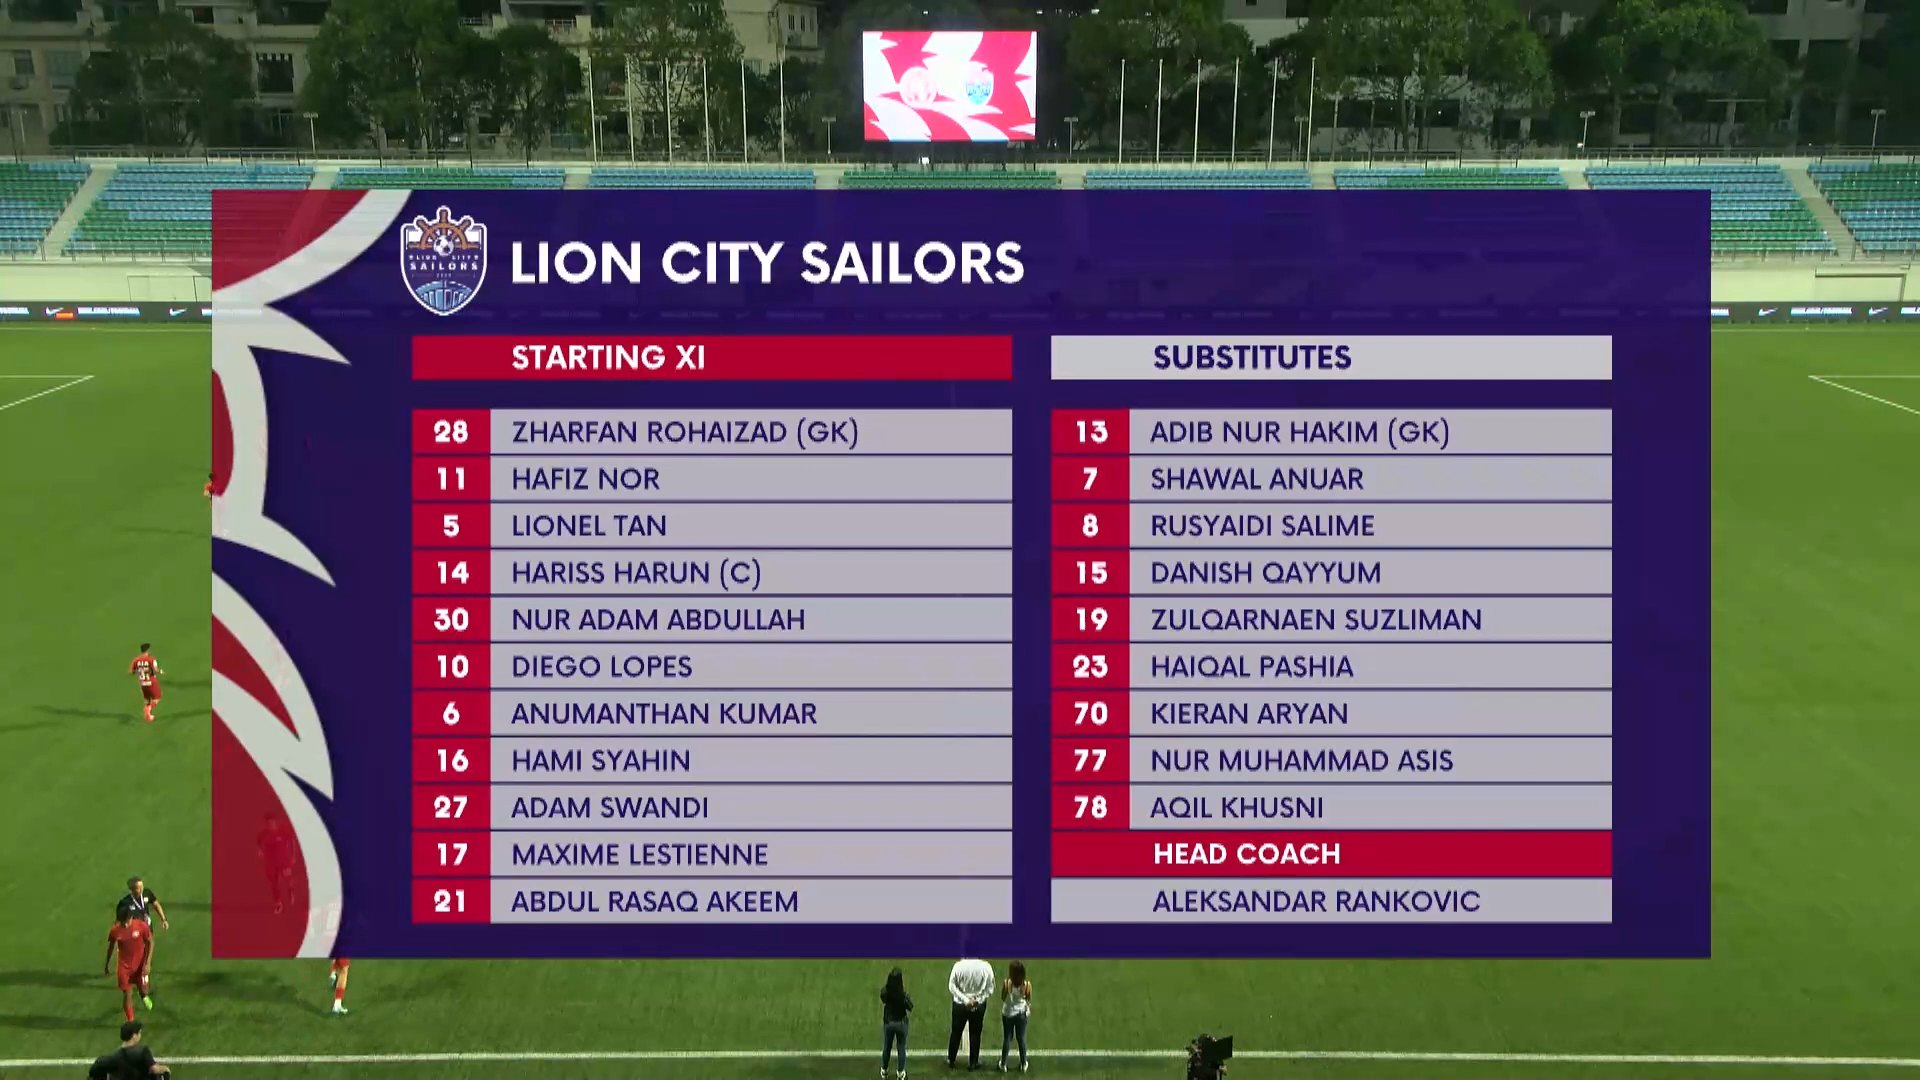 LION CITY
SAILORS
LION CITY SAILORS
STARTING XI
28 ZHARFAN ROHAIZAD (GK)
11 HAFIZ NOR
5 LIONEL TAN
14 HARISS HARUN (C)
30 NUR ADAM ABDULLAH
10 DIEGO LOPES
6 ANUMANTHAN KUMAR
16 HAMI SYAHIN
27 ADAM SWANDI
17 MAXIME LESTIENNE
21 ABDUL RASAQ AKEEM
SUBSTITUTES
13 ADIB NUR HAKIM (GK)
7 SHAWAL ANUAR
8 RUSYAIDI SALIME
15 DANISH QAYYUM
19 ZULQARNAEN SUZLIMAN
23 HAIQAL PASHIA
70 KIERAN ARYAN
77 NUR MUHAMMAD ASIS
78 AQIL KHUSNI
HEAD COACH
ALEKSANDAR RANKOVIC